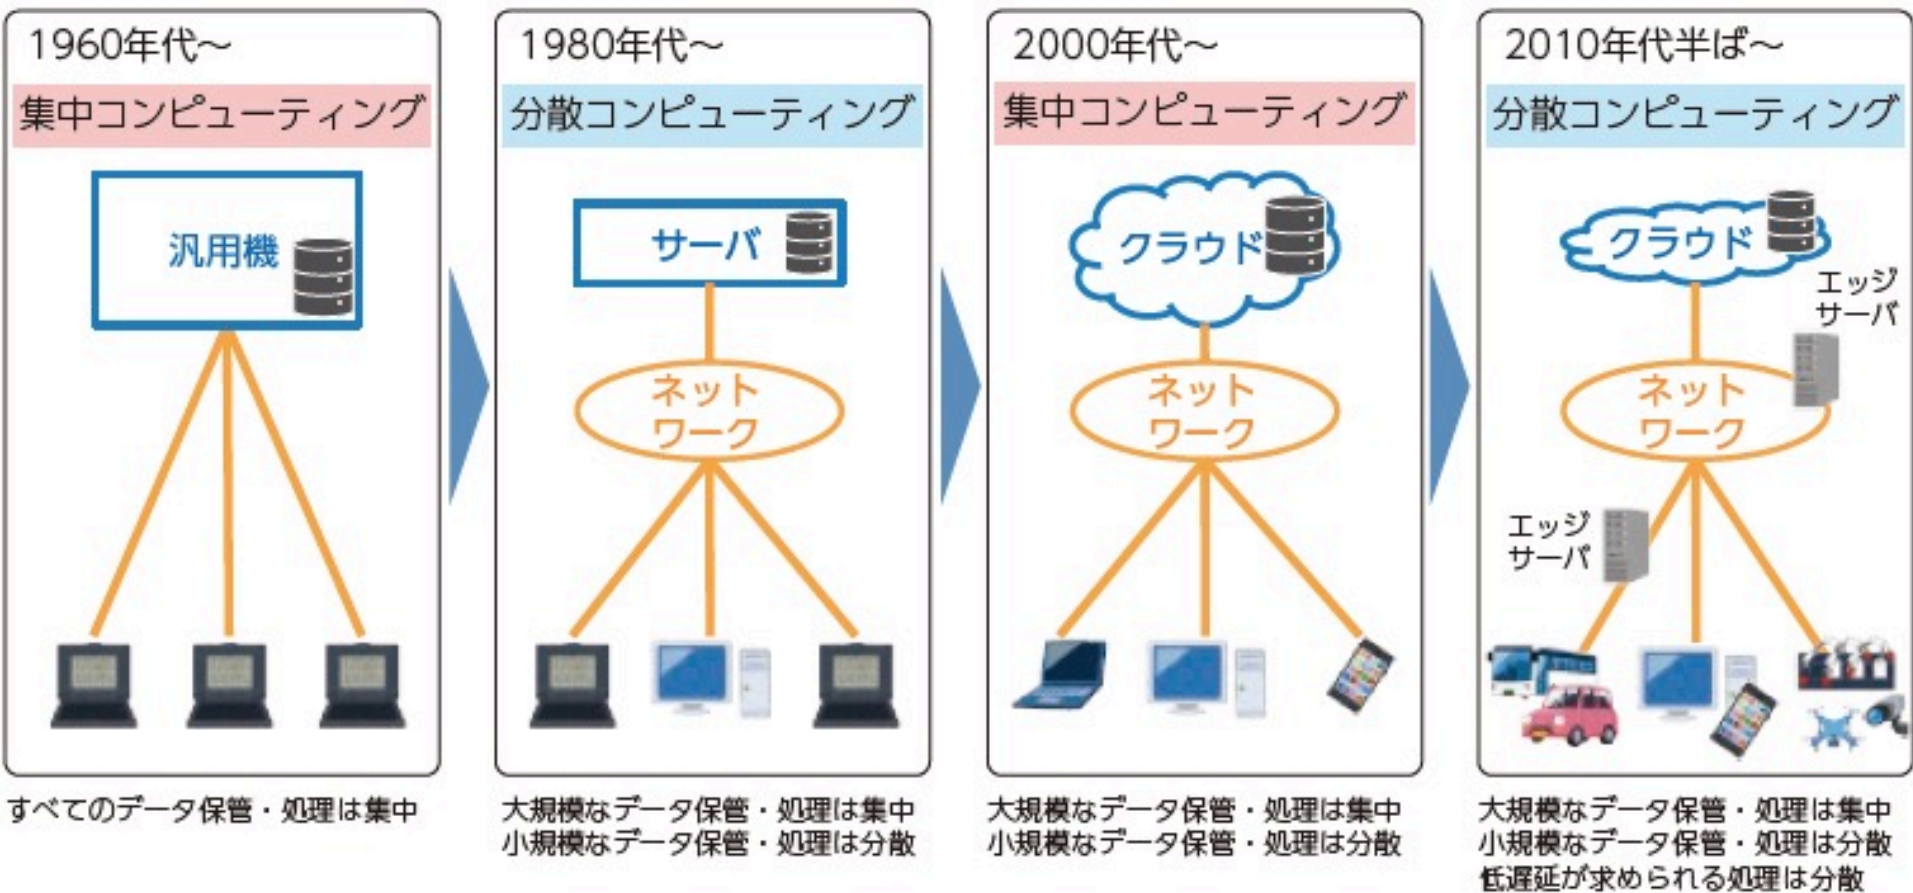 1960年代～
集中コンピューティング
汎用機
すべてのデータ保管・処理は集中
1980年代～
分散コンピューティング
サーバ
ネット
ワーク
大規模なデータ保管・処理は集中
小規模なデータ保管・処理は分散
2000年代～
集中コンピューティング
クラウド
ネット
ワーク
大規模なデータ保管・処理は集中
小規模なデータ保管・処理は分散
2010年代半ば～
分散コンピューティング
クラウド
エッジ
サーバ
ネット
ワーク
エッジ
サーバ
大規模なデータ保管・処理は集中
小規模なデータ保管・処理は分散
低遅延が求められる処理は分散